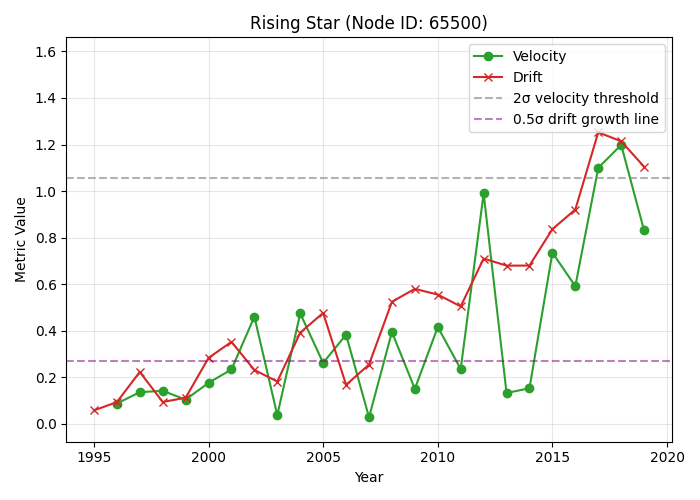 Rising Star (Node ID: 65500)
Velocity
Drift
2σ velocity threshold
0.5σ drift growth line
Metric Value
1.6
1.4
1.2
1.0
0.8
0.6
0.4
0.2
0.0
1995 2000 2005 2010 2015 2020
Year